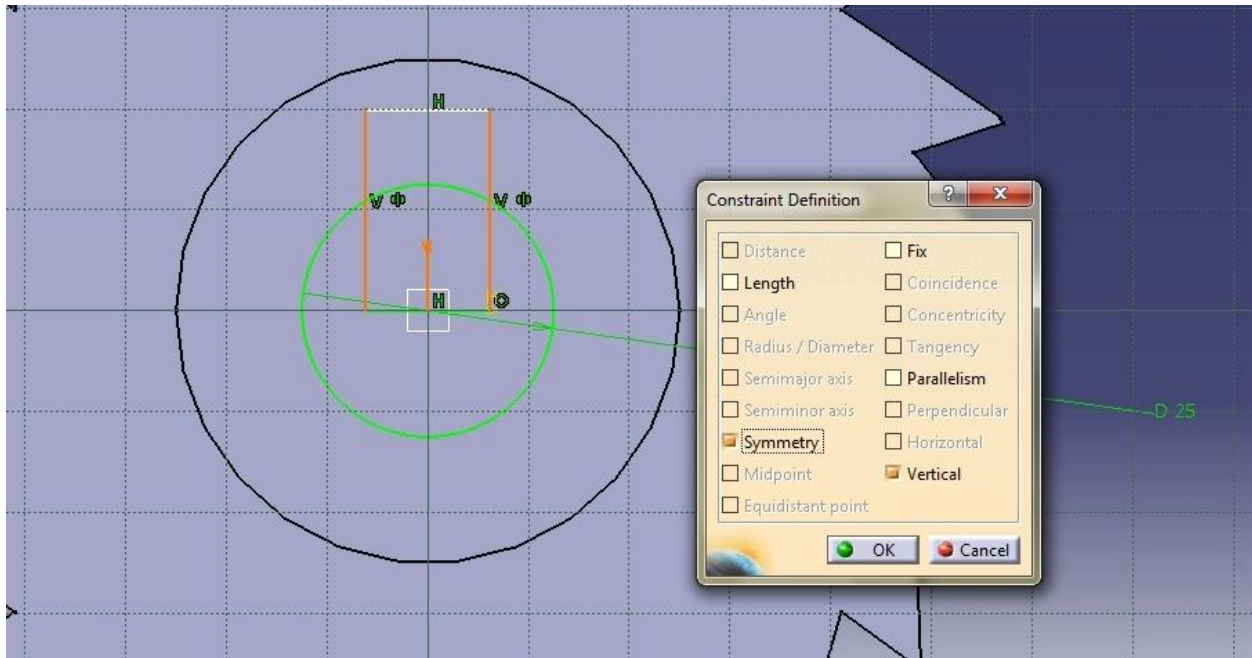 H
V Φ V Φ
V
H
D 25
Constraint Definition
?
X
Distance
Fix
Length
Coincidence
Angle
Concentricity
Radius / Diameter
Tangency
Semimajor axis
Parallelism
Semiminor axis
Perpendicular
Symmetry
Horizontal
Midpoint
Vertical
Equidistant point
OK
Cancel